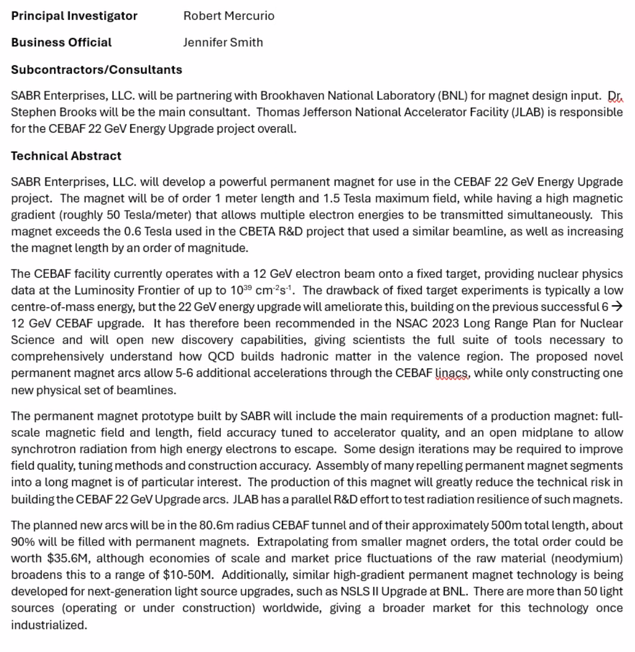 Principal Investigator Robert Mercurio
Business Official Jennifer Smith
Subcontractors/Consultants
SABR Enterprises, LLC. will be partnering with Brookhaven National Laboratory (BNL) for magnet design input. Dr.
Stephen Brooks will be the main consultant. Thomas Jefferson National Accelerator Facility (JLAB) is responsible
for the CEBAF 22 GeV Energy Upgrade project overall.
Technical Abstract
SABR Enterprises, LLC. will develop a powerful permanent magnet for use in the CEBAF 22 GeV Energy Upgrade
project. The magnet will be of order 1 meter length and 1.5 Tesla maximum field, while having a high magnetic
gradient (roughly 50 Tesla/meter) that allows multiple electron energies to be transmitted simultaneously. This
magnet exceeds the 0.6 Tesla used in the CBETA R&D project that used a similar beamline, as well as increasing
the magnet length by an order of magnitude.
The CEBAF facility currently operates with a 12 GeV electron beam onto a fixed target, providing nuclear physics
data at the Luminosity Frontier of up to 10³⁹ cm⁻²s⁻¹. The drawback of fixed target experiments is typically a low
centre-of-mass energy, but the 22 GeV energy upgrade will ameliorate this, building on the previous successful 6 →
12 GeV CEBAF upgrade. It has therefore been recommended in the NSAC 2023 Long Range Plan for Nuclear
Science and will open new discovery capabilities, giving scientists the full suite of tools necessary to
comprehensively understand how QCD builds hadronic matter in the valence region. The proposed novel
permanent magnet arcs allow 5-6 additional accelerations through the CEBAF linacs, while only constructing one
new physical set of beamlines.
The permanent magnet prototype built by SABR will include the main requirements of a production magnet: full-
scale magnetic field and length, field accuracy tuned to accelerator quality, and an open midplane to allow
synchrotron radiation from high energy electrons to escape. Some design iterations may be required to improve
field quality, tuning methods and construction accuracy. Assembly of many repelling permanent magnet segments
into a long magnet is of particular interest. The production of this magnet will greatly reduce the technical risk in
building the CEBAF 22 GeV Upgrade arcs. JLAB has a parallel R&D effort to test radiation resilience of such magnets.
The planned new arcs will be in the 80.6m radius CEBAF tunnel and of their approximately 500m total length, about
90% will be filled with permanent magnets. Extrapolating from smaller magnet orders, the total order could be
worth $35.6M, although economies of scale and market price fluctuations of the raw material (neodymium)
broadens this to a range of $10-50M. Additionally, similar high-gradient permanent magnet technology is being
developed for next-generation light source upgrades, such as NSLS II Upgrade at BNL. There are more than 50 light
sources (operating or under construction) worldwide, giving a broader market for this technology once
industrialized.